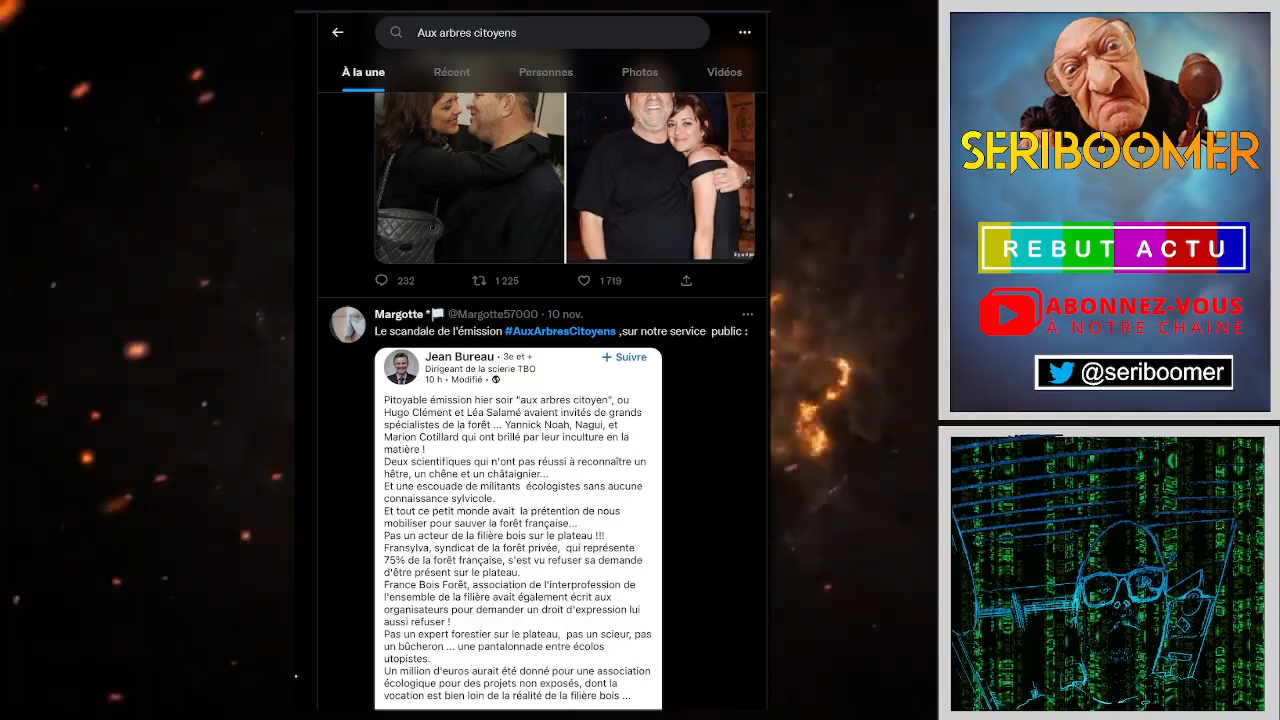 Aux arbres citoyens
À la une
Récent
Personnes
Photos
Vidéos
232
1 225
1 719
Margotte *🏳 @Margotte57000 · 10 nov.
Le scandale de l'émission #AuxArbresCitoyens ,sur notre service public :
Jean Bureau · 3e et +
+ Suivre
Dirigeant de la scierie TBO
10 h · Modifié ·
Pitoyable émission hier soir "aux arbres citoyen", ou
Hugo Clément et Léa Salamé avaient invités de grands
spécialistes de la forêt ... Yannick Noah, Nagui, et
Marion Cotillard qui ont brillé par leur inculture en la
matière !
Deux scientifiques qui n'ont pas réussi à reconnaître un
hêtre, un chêne et un châtaignier...
Et une escouade de militants écologistes sans aucune
connaissance sylvicole.
Et tout ce petit monde avait la prétention de nous
mobiliser pour sauver la forêt française...
Pas un acteur de la filière bois sur le plateau !!!
Fransylva, syndicat de la forêt privée, qui représente
75% de la forêt française, s'est vu refuser sa demande
d'être présent sur le plateau.
France Bois Forêt, association de l'interprofession de
l'ensemble de la filière avait également écrit aux
organisateurs pour demander un droit d'expression lui
aussi refuser !
Pas un expert forestier sur le plateau, pas un scieur, pas
un bûcheron ... une pantalonnade entre écolos
utopistes.
Un million d'euros aurait été donné pour une association
écologique pour des projets non exposés, dont la
vocation est bien loin de la réalité de la filière bois ...
SERIBOOMER
REBUT ACTU
ABONNEZ-VOUS
À NOTRE CHAINE
@seriboomer